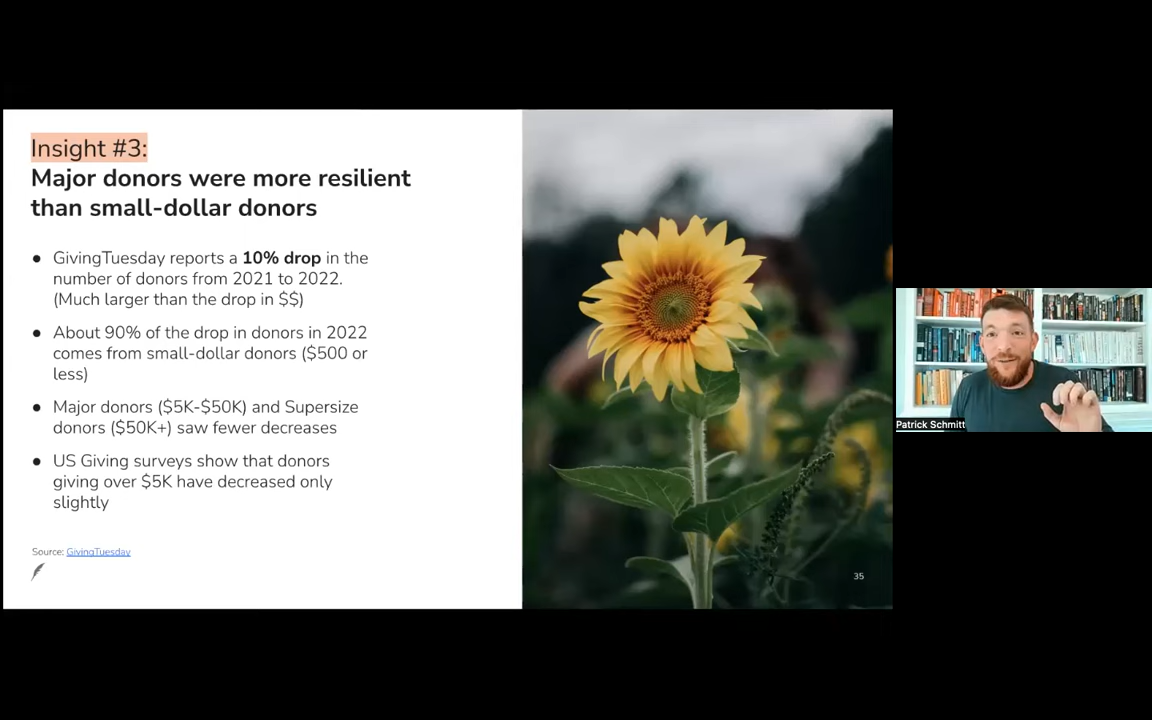 Insight #3:
Major donors were more resilient
than small-dollar donors
● GivingTuesday reports a 10% drop in the
number of donors from 2021 to 2022.
(Much larger than the drop in $$)
● About 90% of the drop in donors in 2022
comes from small-dollar donors ($500 or
less)
● Major donors ($5K-$50K) and Supersize
donors ($50K+) saw fewer decreases
● US Giving surveys show that donors
giving over $5K have decreased only
slightly
Source: GivingTuesday
35
Patrick Schmitt